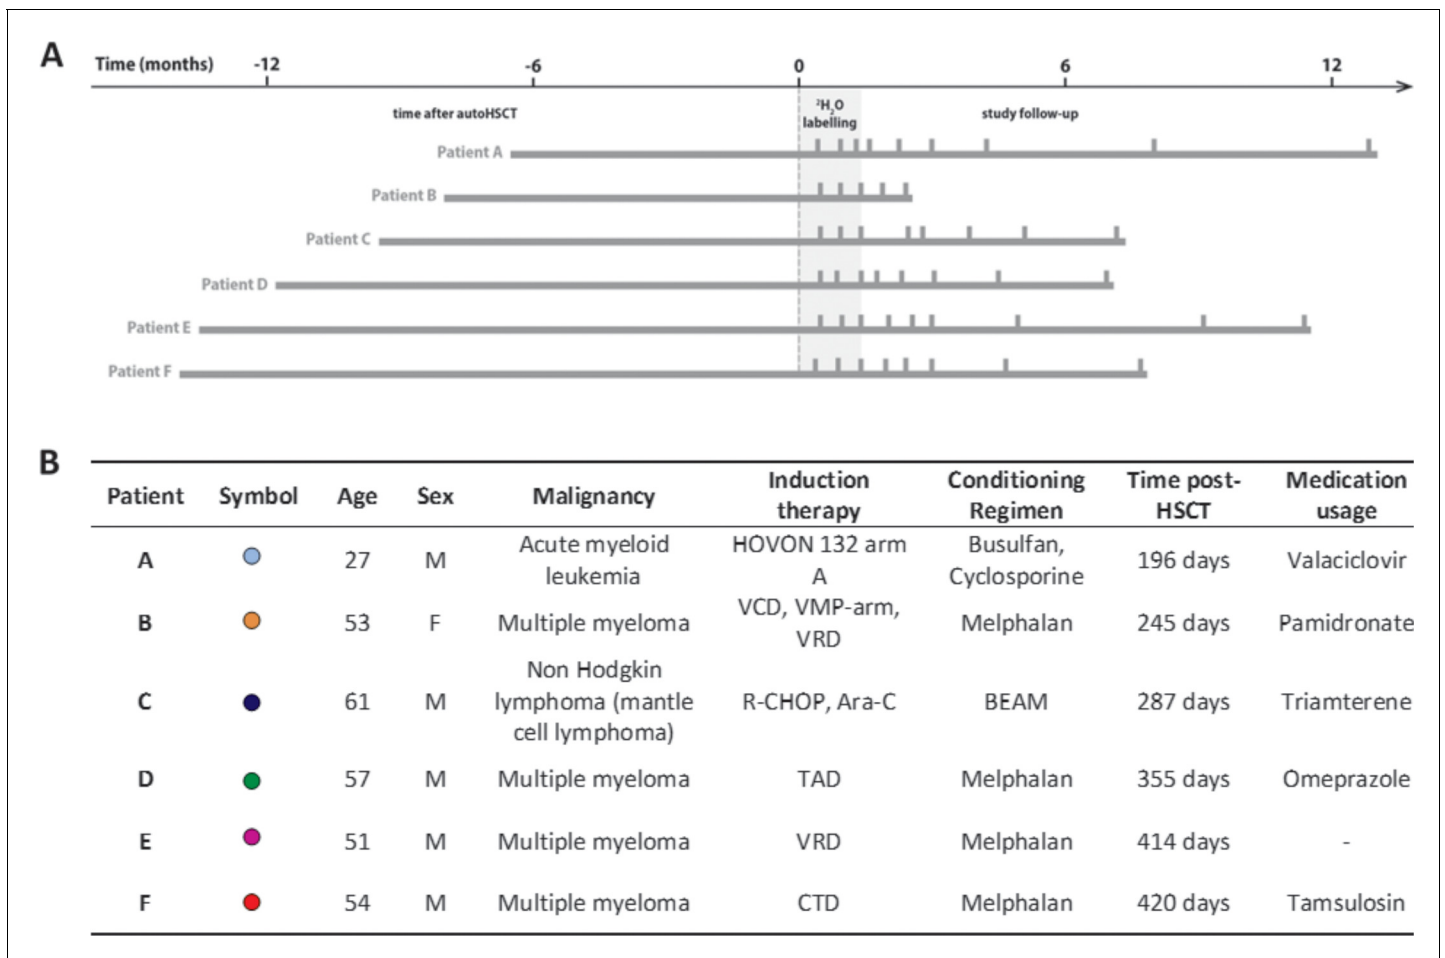 A
Time (months) -12 -6 0 6 12
time after autoHSCT
²H₂O
labelling
study follow-up
Patient A
Patient B
Patient C
Patient D
Patient E
Patient F
B
Patient Symbol Age Sex Malignancy Induction therapy Conditioning Regimen Time post-HSCT Medication usage
A 27 M Acute myeloid leukemia HOVON 132 arm A Busulfan, Cyclosporine 196 days Valaciclovir
B 53 F Multiple myeloma VCD, VMP-arm, VRD Melphalan 245 days Pamidronate
C 61 M Non Hodgkin lymphoma (mantle cell lymphoma) R-CHOP, Ara-C BEAM 287 days Triamterene
D 57 M Multiple myeloma TAD Melphalan 355 days Omeprazole
E 51 M Multiple myeloma VRD Melphalan 414 days -
F 54 M Multiple myeloma CTD Melphalan 420 days Tamsulosin